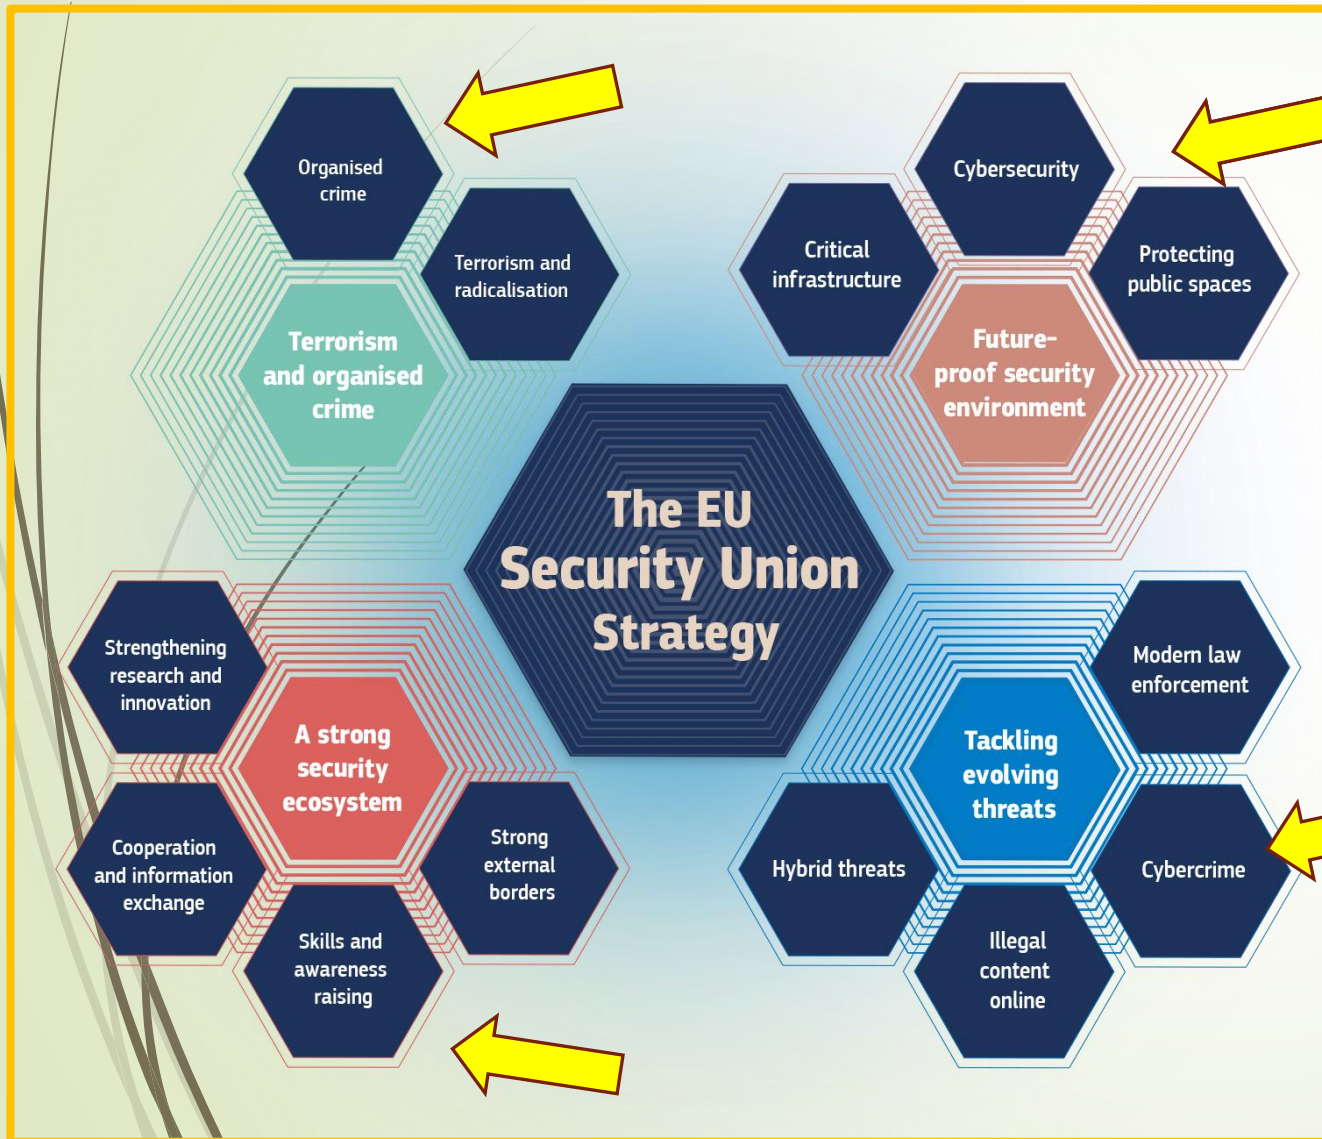 Organised
crime
Terrorism and
radicalisation
Terrorism
and organised
crime
Cybersecurity
Critical
infrastructure
Protecting
public spaces
Future-
proof security
environment
The EU
Security Union
Strategy
Strengthening
research and
innovation
A strong
security
ecosystem
Cooperation
and information
exchange
Strong
external
borders
Skills and
awareness
raising
Modern law
enforcement
Tackling
evolving
threats
Hybrid threats
Cybercrime
Illegal
content
online